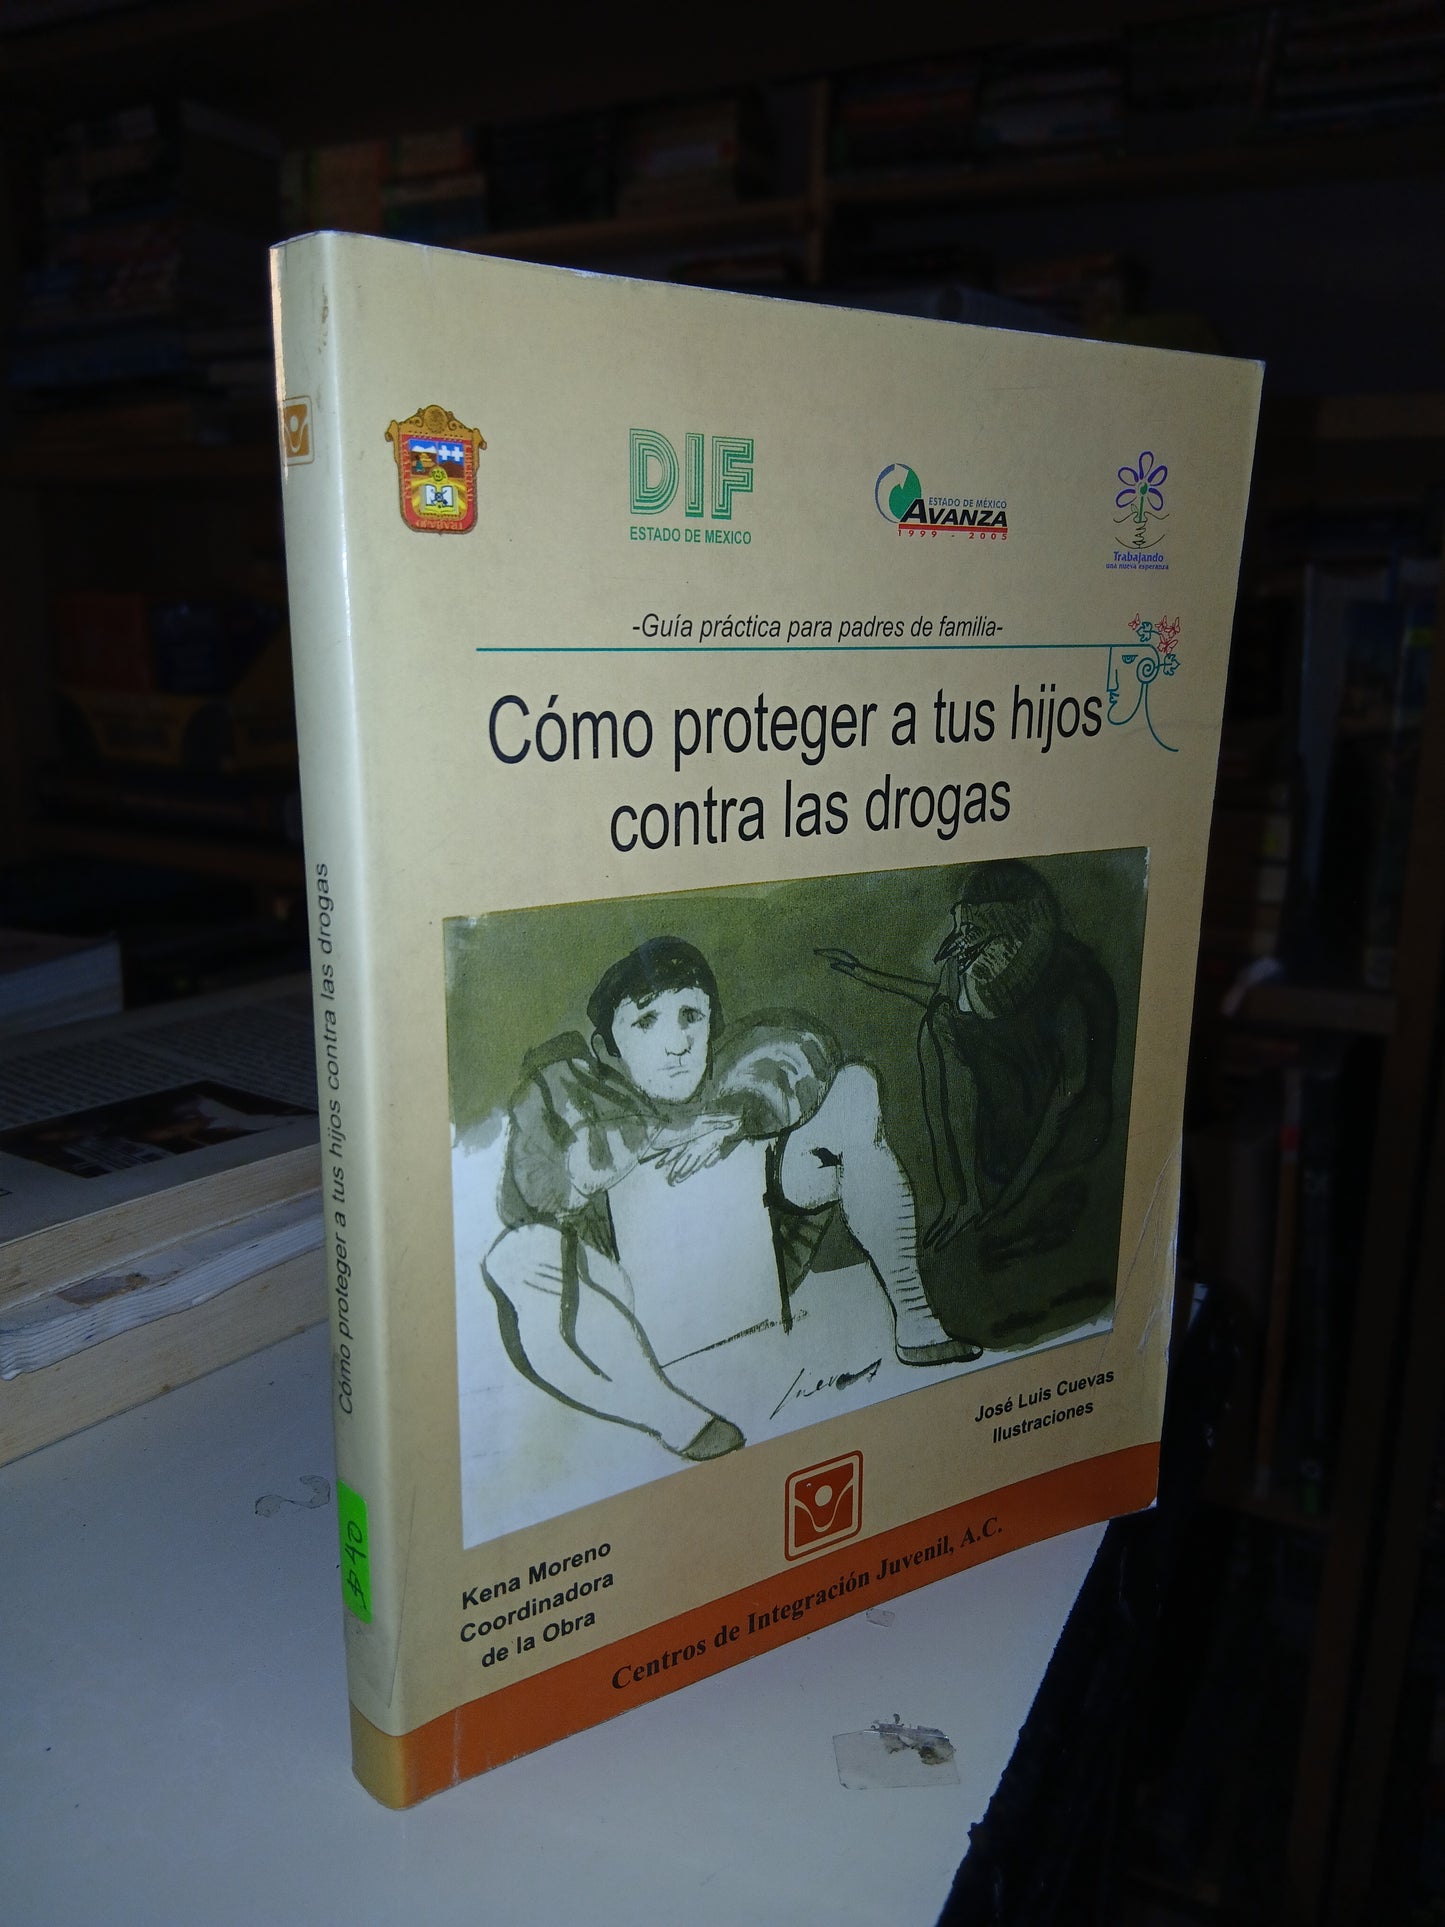 DIF
ESTADO DE MEXICO
ESTADO DE MÉXICO
AVANZA
1999 - 2005
Trabajando
una nueva esperanza
-Guía práctica para padres de familia-
Cómo proteger a tus hijos
contra las drogas
Cuevas
José Luis Cuevas
Ilustraciones
Kena Moreno
Coordinadora
de la Obra
Centros de Integración Juvenil, A.C.
Cómo proteger a tus hijos contra las drogas
$ 40